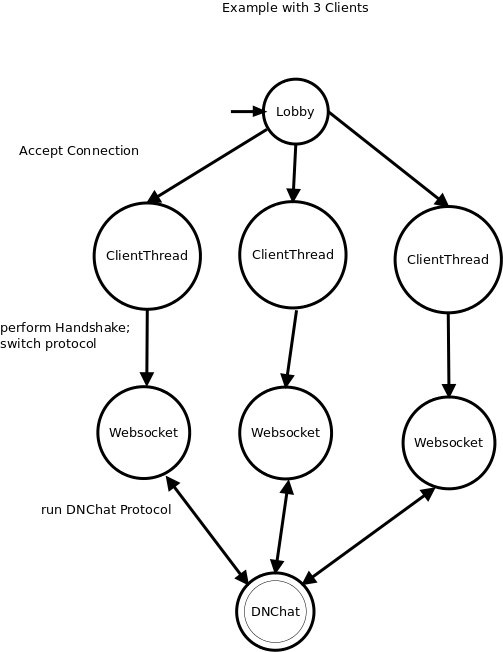 Example with 3 Clients
Lobby
Accept Connection
ClientThread
ClientThread
ClientThread
perform Handshake;
switch protocol
Websocket
Websocket
Websocket
run DNChat Protocol
DNChat